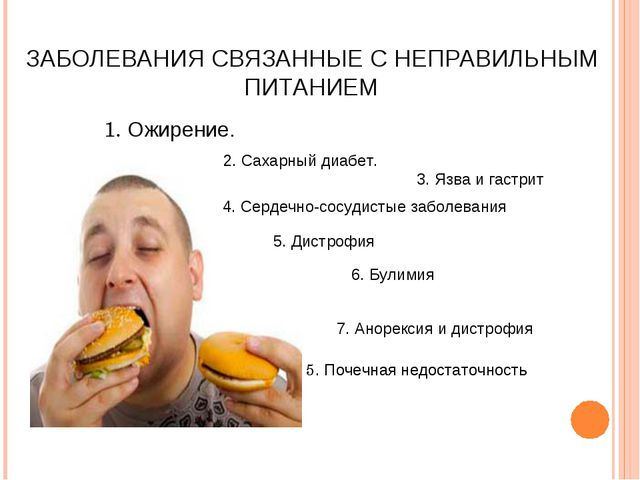 ЗАБОЛЕВАНИЯ СВЯЗАННЫЕ С НЕПРАВИЛЬНЫМ
ПИТАНИЕМ
1. Ожирение.
2. Сахарный диабет.
3. Язва и гастрит
4. Сердечно-сосудистые заболевания
5. Дистрофия
6. Булимия
7. Анорексия и дистрофия
5. Почечная недостаточность